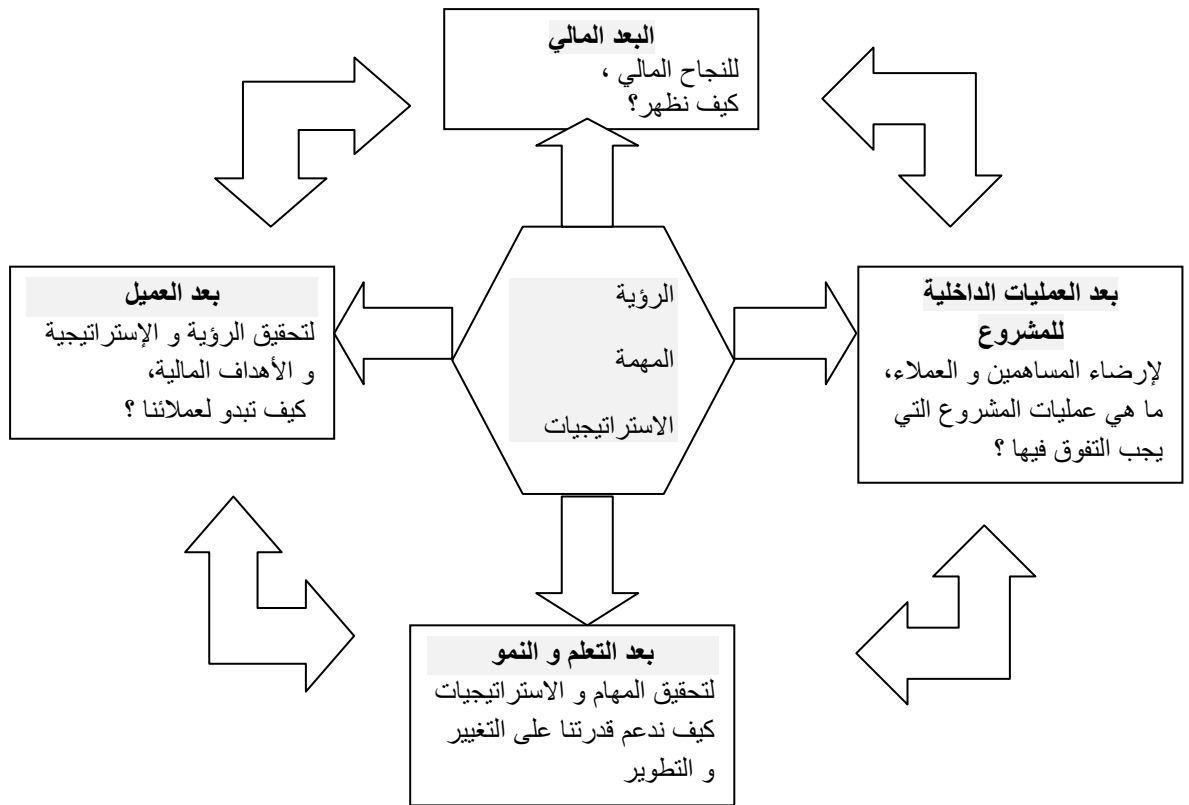 البعد المالي
للنجاح المالي ،
كيف نظهر؟
بعد العمليات الداخلية
للمشروع
لإرضاء المساهمين و العملاء،
ما هي عمليات المشروع التي
يجب التفوق فيها ؟
الرؤية
المهمة
الاستراتيجيات
بعد العميل
لتحقيق الرؤية و الإستراتيجية
و الأهداف المالية،
كيف تبدو لعملائنا ؟
بعد التعلم و النمو
لتحقيق المهام و الاستراتيجيات
كيف ندعم قدرتنا على التغيير
و التطوير